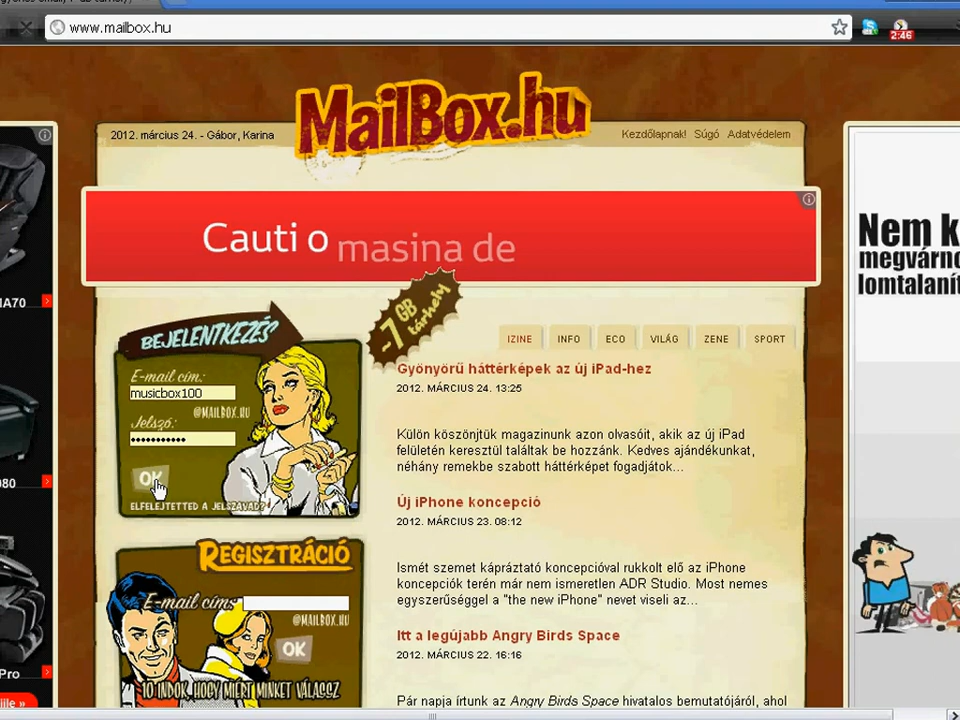 www.mailbox.hu
2:46
MailBox.hu
2012. március 24. - Gábor, Karina
Kezdőlapnak! Súgó Adatvédelem
Cauti o masina de
Nem k
megvárno
lomtalanít
~7 GB tárhely
BEJELENTKEZÉS
E-mail cím:
musicbox100
@MAILBOX.HU
Jelszó:
OK
ELFELEJTETTED A JELSZAVAD?
IZINE INFO ECO VILÁG ZENE SPORT
Gyönyörű háttérképek az új iPad-hez
2012. MÁRCIUS 24. 13:25
Külön köszönjük magazinunk azon olvasóit, akik az új iPad
felületén keresztül találtak be hozzánk. Kedves ajándékunkat,
néhány remekbe szabott háttérképet fogadjátok...
Új iPhone koncepció
2012. MÁRCIUS 23. 08:12
Ismét szemet kápráztató koncepcióval rukkolt elő az iPhone
koncepciók terén már nem ismeretlen ADR Studio. Most nemes
egyszerűséggel a "the new iPhone" nevet viseli az...
Itt a legújabb Angry Birds Space
2012. MÁRCIUS 22. 16:16
Pár napja írtunk az Angry Birds Space hivatalos bemutatójáról, ahol
REGISZTRÁCIÓ
E-mail cím:
@MAILBOX.HU
OK
10 INDOK, HOGY MIÉRT MINKET VÁLASSZ
Pro